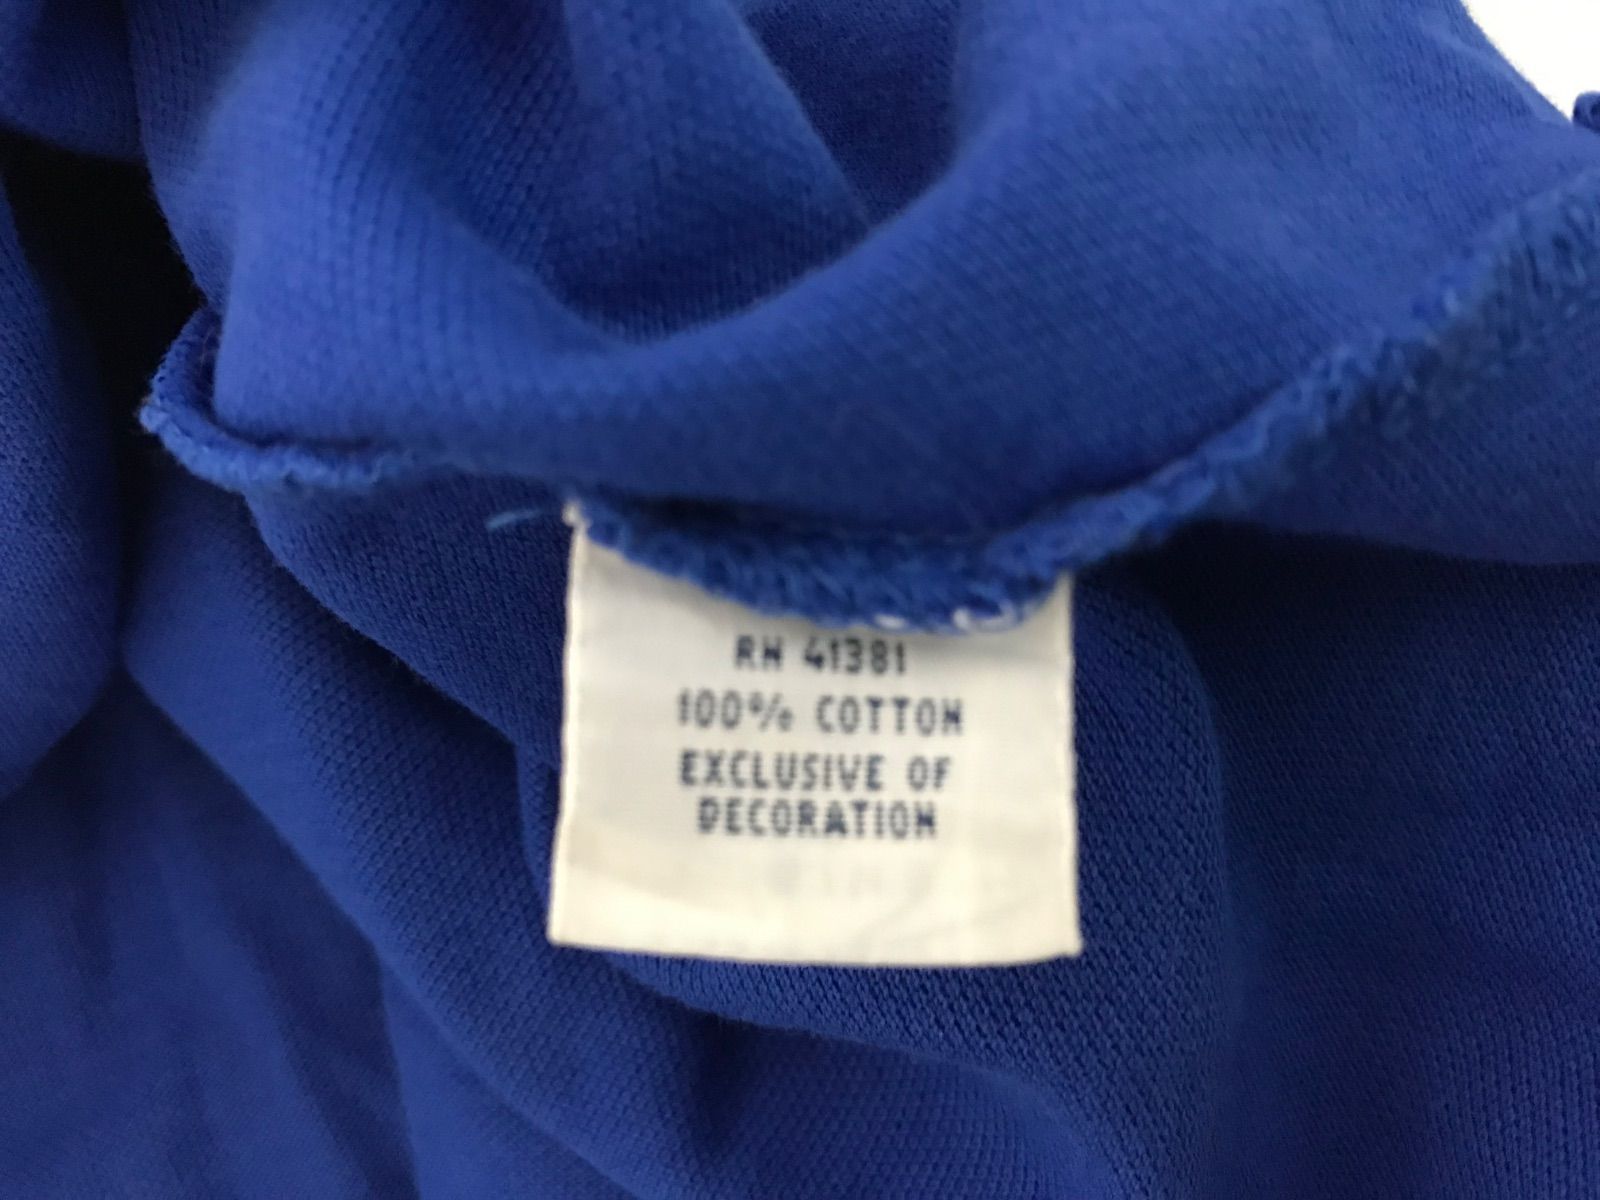 RN 41381
100% COTTON
EXCLUSIVE OF
DECORATION